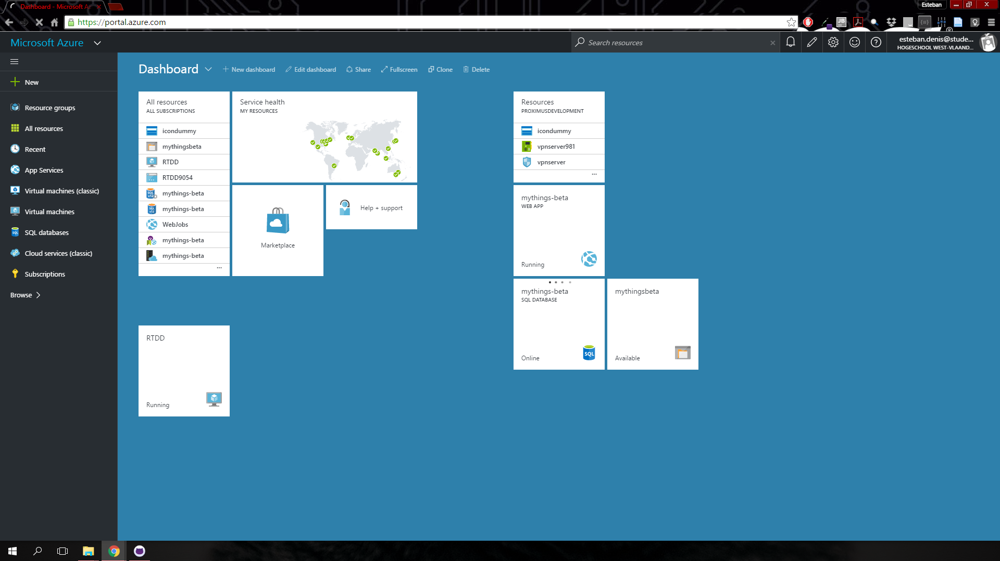 Dashboard - Microsoft A
Esteban
https://portal.azure.com
JB
Microsoft Azure
Search resources
esteban.denis@stude...
HOGESCHOOL WEST-VLAAND...
Dashboard
New dashboard
Edit dashboard
Share
Fullscreen
Clone
Delete
New
Resource groups
All resources
Recent
App Services
Virtual machines (classic)
Virtual machines
SQL databases
Cloud services (classic)
Subscriptions
Browse
All resources
ALL SUBSCRIPTIONS
icondummy
mythingsbeta
RTDD
RTDD9054
mythings-beta
mythings-beta
WebJobs
mythings-beta
mythings-beta
...
Service health
MY RESOURCES
Marketplace
Help + support
Resources
PROXIMUSDEVELOPMENT
icondummy
vpnserver981
vpnserver
...
mythings-beta
WEB APP
Running
mythings-beta
SQL DATABASE
Online
SQL
mythingsbeta
Available
RTDD
Running